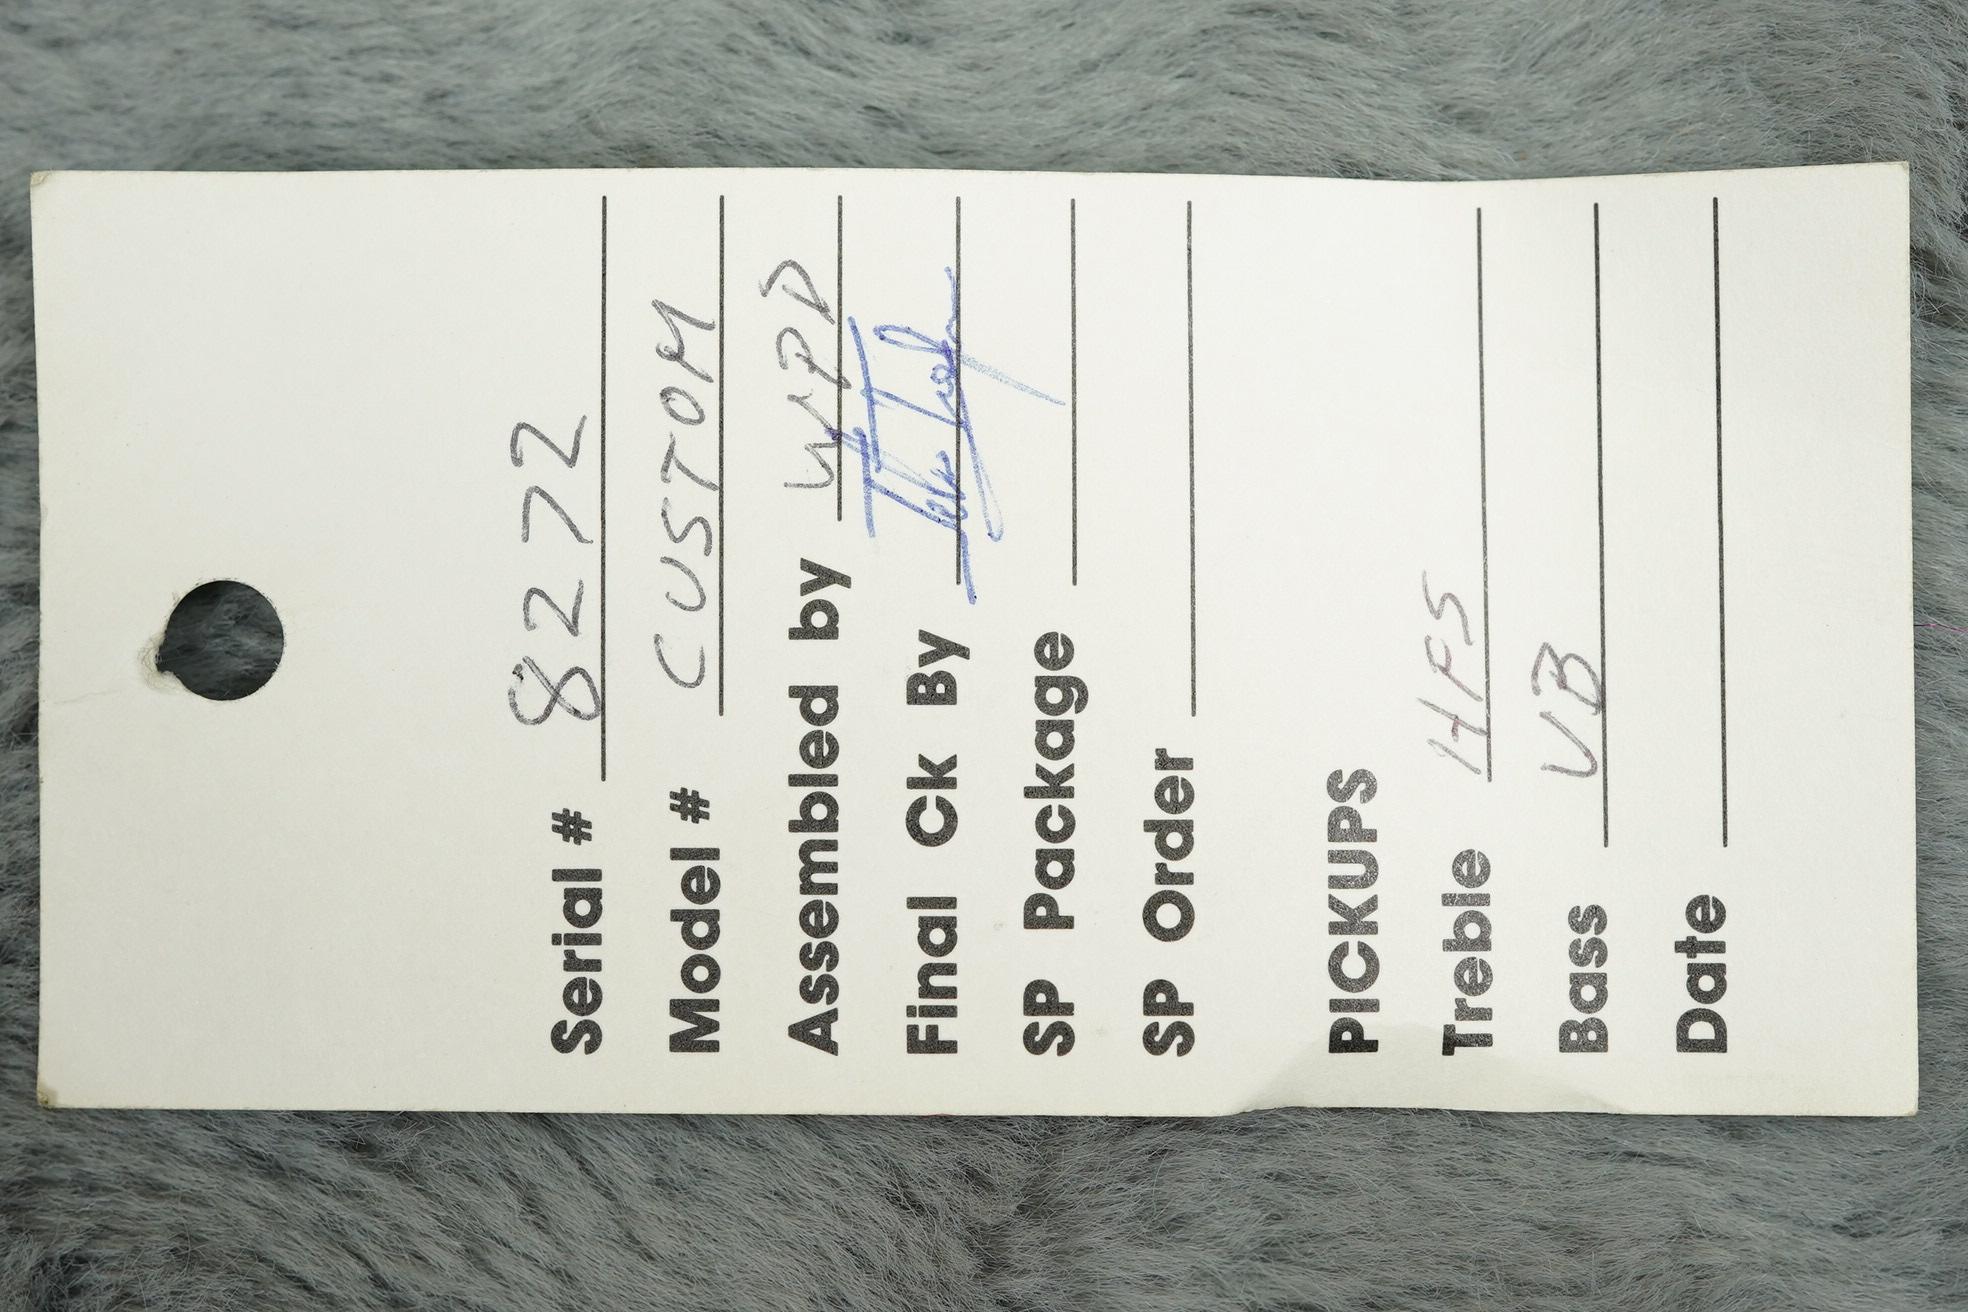 Serial # 8272
Model # CUSTOM
Assembled by WPD
Final Ck By
SP Package
SP Order
PICKUPS
Treble HFS
Bass VB
Date